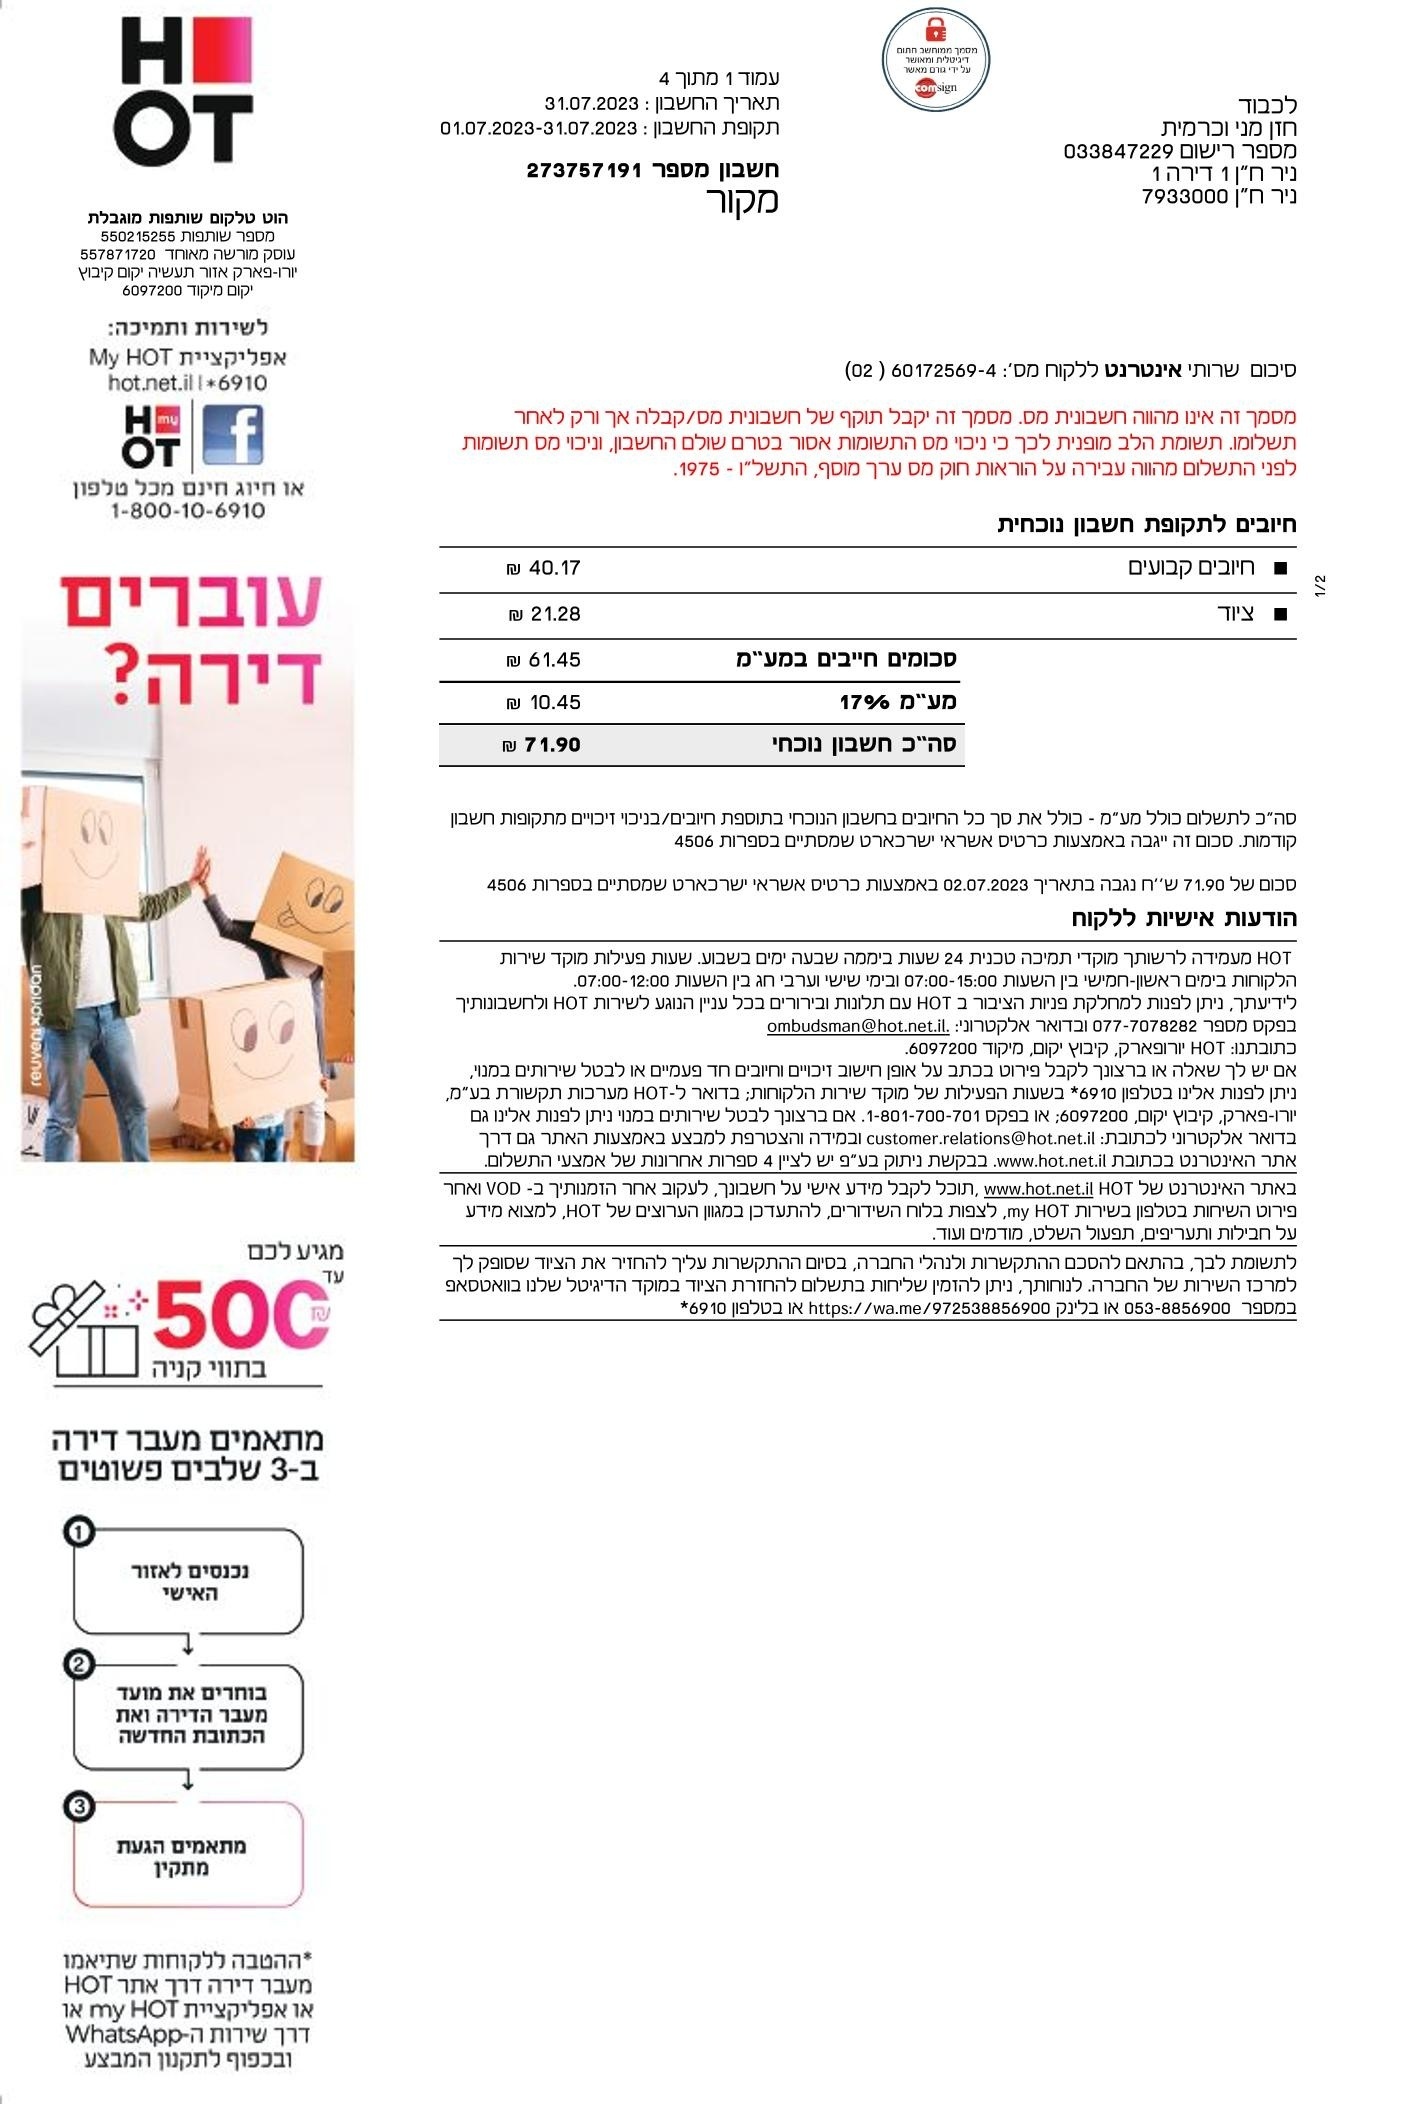 HOT
הוט טלקום שותפות מוגבלת
מספר שותפות 550215255
עוסק מורשה מאוחד 557871720
יורו-פארק אזור תעשיה יקום קיבוץ
יקום מיקוד 6097200
לשירות ותמיכה:
אפליקציית My HOT
hot.net.il | *6910
my HOT
f
או חיוג חינם מכל טלפון
1-800-10-6910
עוברים
דירה?
reuveni xpridan
מגיע לכם
עד
500 ₪
בתווי קניה
מתאמים מעבר דירה
ב-3 שלבים פשוטים
1
נכנסים לאזור
האישי
2
בוחרים את מועד
מעבר הדירה ואת
הכתובת החדשה
3
מתאמים הגעת
מתקין
*ההטבה ללקוחות שתיאמו
מעבר דירה דרך אתר HOT
או אפליקציית my HOT או
דרך שירות ה-WhatsApp
ובכפוף לתקנון המבצע
מסמך ממוחשב חתום
דיגיטלית ומאושר
על ידי גורם מאשר
comsign
לכבוד
חזן מני וכרמית
מספר רישום 033847229
ניר ח"ן 1 דירה 1
ניר ח"ן 7933000
עמוד 1 מתוך 4
תאריך החשבון : 31.07.2023
תקופת החשבון : 01.07.2023-31.07.2023
חשבון מספר 273757191
מקור
סיכום שרותי אינטרנט ללקוח מס': 60172569-4 ( 02)
מסמך זה אינו מהווה חשבונית מס. מסמך זה יקבל תוקף של חשבונית מס/קבלה אך ורק לאחר
תשלומו. תשומת הלב מופנית לכך כי ניכוי מס התשומות אסור בטרם שולם החשבון, וניכוי מס תשומות
לפני התשלום מהווה עבירה על הוראות חוק מס ערך מוסף, התשל"ו - 1975.
חיובים לתקופת חשבון נוכחית
■ חיובים קבועים 40.17 ₪
1/2
■ ציוד 21.28 ₪
סכומים חייבים במע"מ 61.45 ₪
מע"מ 17% 10.45 ₪
סה"כ חשבון נוכחי 71.90 ₪
סה"כ לתשלום כולל מע"מ - כולל את סך כל החיובים בחשבון הנוכחי בתוספת חיובים/בניכוי זיכויים מתקופות חשבון
קודמות. סכום זה ייגבה באמצעות כרטיס אשראי ישרכארט שמסתיים בספרות 4506
סכום של 71.90 ש''ח נגבה בתאריך 02.07.2023 באמצעות כרטיס אשראי ישרכארט שמסתיים בספרות 4506
הודעות אישיות ללקוח
HOT מעמידה לרשותך מוקדי תמיכה טכנית 24 שעות ביממה שבעה ימים בשבוע. שעות פעילות מוקד שירות
הלקוחות בימים ראשון-חמישי בין השעות 07:00-15:00 ובימי שישי וערבי חג בין השעות 07:00-12:00.
לידיעתך, ניתן לפנות למחלקת פניות הציבור ב HOT עם תלונות ובירורים בכל עניין הנוגע לשירות HOT ולחשבונותיך
בפקס מספר 077-7078282 ובדואר אלקטרוני: ombudsman@hot.net.il.
כתובתנו: HOT יורופארק, קיבוץ יקום, מיקוד 6097200.
אם יש לך שאלה או ברצונך לקבל פירוט בכתב על אופן חישוב זיכויים וחיובים חד פעמיים או לבטל שירותים במנוי,
ניתן לפנות אלינו בטלפון 6910* בשעות הפעילות של מוקד שירות הלקוחות; בדואר ל-HOT מערכות תקשורת בע"מ,
יורו-פארק, קיבוץ יקום, 6097200; או בפקס 1-801-700-701. אם ברצונך לבטל שירותים במנוי ניתן לפנות אלינו גם
בדואר אלקטרוני לכתובת: customer.relations@hot.net.il ובמידה והצטרפת למבצע באמצעות האתר גם דרך
אתר האינטרנט בכתובת www.hot.net.il. בבקשת ניתוק בע"פ יש לציין 4 ספרות אחרונות של אמצעי התשלום.
באתר האינטרנט של HOT www.hot.net.il ,תוכל לקבל מידע אישי על חשבונך, לעקוב אחר הזמנותיך ב- VOD ואחר
פירוט השיחות בטלפון בשירות my HOT, לצפות בלוח השידורים, להתעדכן במגוון הערוצים של HOT, למצוא מידע
על חבילות ותעריפים, תפעול השלט, מודמים ועוד.
לתשומת לבך, בהתאם להסכם ההתקשרות ולנהלי החברה, בסיום ההתקשרות עליך להחזיר את הציוד שסופק לך
למרכז השירות של החברה. לנוחותך, ניתן להזמין שליחות בתשלום להחזרת הציוד במוקד הדיגיטל שלנו בוואטסאפ
במספר 053-8856900 או בלינק https://wa.me/972538856900 או בטלפון 6910*